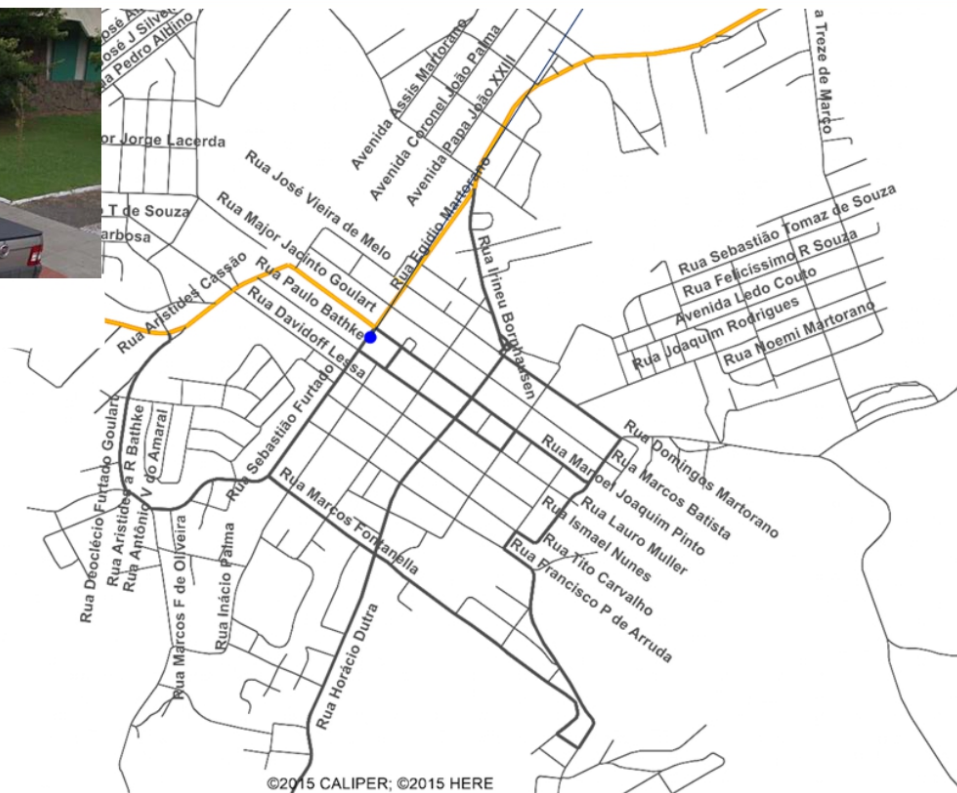 José J Silve
a Pedro Albino
or Jorge Lacerda
T de Souza
arbosa
Avenida Assis Martorano
Avenida Coronel João Palma
Avenida Papa João XXIII
a Treze de Março
Rua José Vieira de Melo
Rua Major Jacinto Goulart
Rua Egídio Martorano
Rua Irineu Bornhausen
Rua Sebastião Tomaz de Souza
Rua Felicissimo R Souza
Avenida Ledo Couto
Rua Joaquim Rodrigues
Rua Noemi Martorano
Rua Aristides Cassão
Rua Paulo Bathke
Rua Davidoff Lessa
Rua Sebastião Furtado
Rua Deoclécio Furtado Goulart
Rua Aristides a R Bathke
Rua Antônio V do Amaral
Rua Marcos F de Oliveira
Rua Inácio Palma
Rua Marcos Fontanella
Rua Horácio Dutra
Rua Domingos Martorano
Rua Marcos Batista
Rua Manoel Joaquim Pinto
Rua Lauro Muller
Rua Ismael Nunes
Rua Tito Carvalho
Rua Francisco P de Arruda
©2015 CALIPER; ©2015 HERE